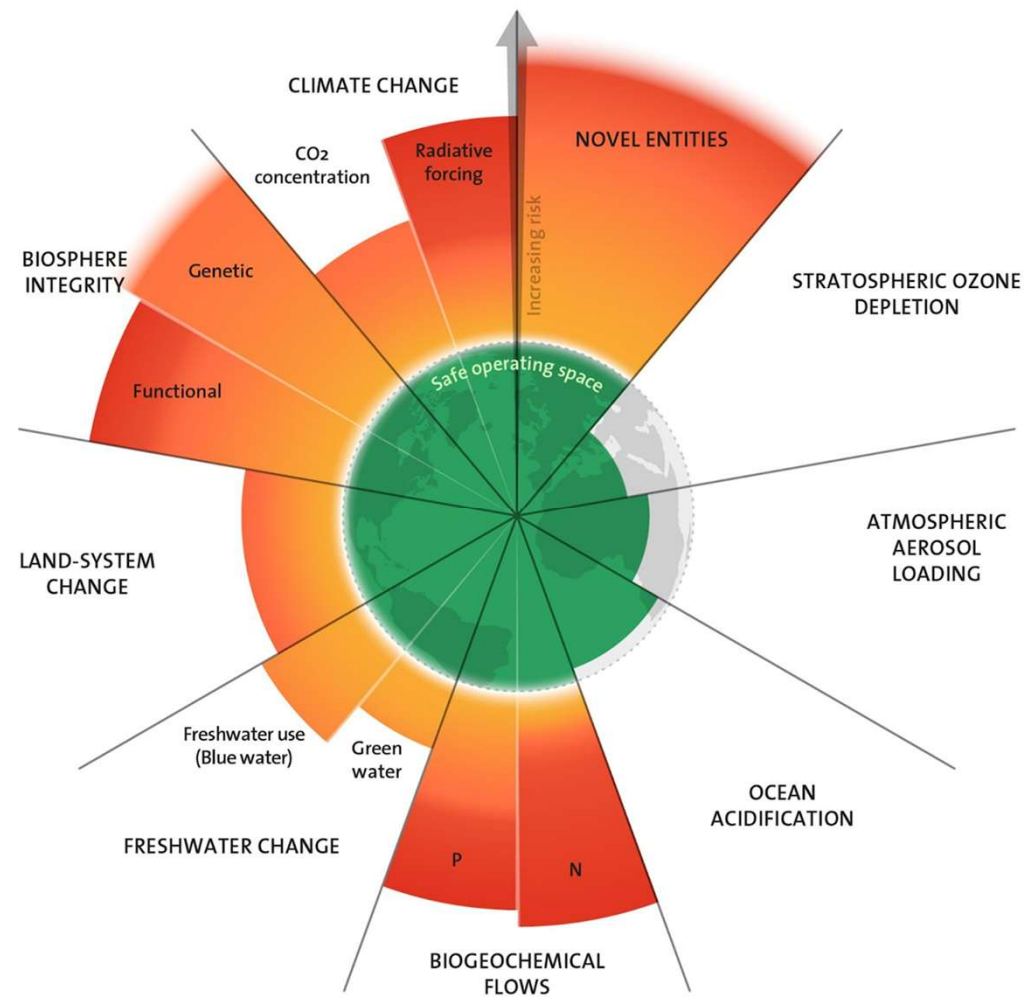 CLIMATE CHANGE
CO2
concentration
Radiative
forcing
NOVEL ENTITIES
Increasing risk
STRATOSPHERIC OZONE
DEPLETION
BIOSPHERE
INTEGRITY
Genetic
Functional
Safe operating space
ATMOSPHERIC
AEROSOL
LOADING
LAND-SYSTEM
CHANGE
Freshwater use
(Blue water)
Green
water
FRESHWATER CHANGE
OCEAN
ACIDIFICATION
P
N
BIOGEOCHEMICAL
FLOWS